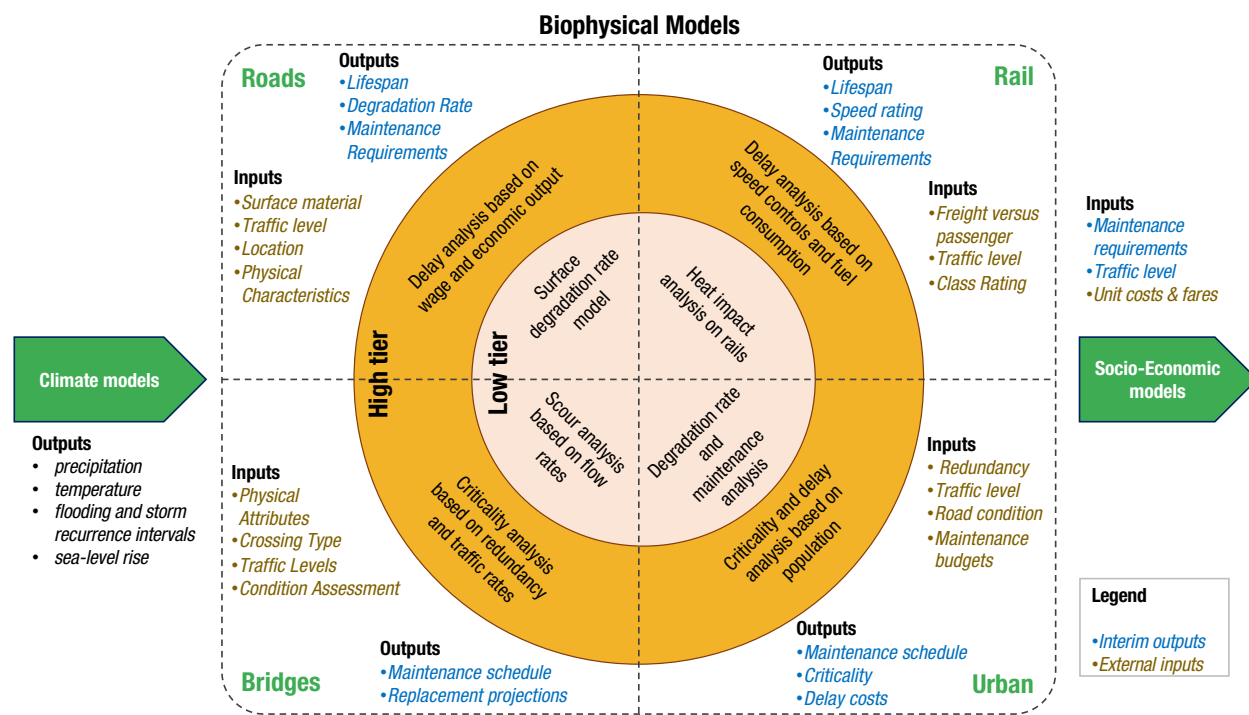 Biophysical Models
Roads
Outputs
•Lifespan
•Degradation Rate
•Maintenance
Requirements
Inputs
•Surface material
•Traffic level
•Location
•Physical
Characteristics
Rail
Outputs
•Lifespan
•Speed rating
•Maintenance
Requirements
Inputs
•Freight versus
passenger
•Traffic level
•Class Rating
Delay analysis based on
wage and economic output
Delay analysis based on
speed controls and fuel
consumption
Surface
degradation rate
model
Heat impact
analysis on rails
High tier
Low tier
Scour analysis
based on flow
rates
Degradation rate
and
maintenance
analysis
Criticality analysis
based on redundancy
and traffic rates
Criticality and delay
analysis based on
population
Climate models
Outputs
• precipitation
• temperature
• flooding and storm
recurrence intervals
• sea-level rise
Inputs
•Physical
Attributes
•Crossing Type
•Traffic Levels
•Condition Assessment
Outputs
•Maintenance schedule
•Replacement projections
Bridges
Inputs
• Redundancy
•Traffic level
•Road condition
•Maintenance
budgets
Outputs
•Maintenance schedule
•Criticality
•Delay costs
Urban
Inputs
•Maintenance
requirements
•Traffic level
•Unit costs & fares
Socio-Economic
models
Legend
•Interim outputs
•External inputs